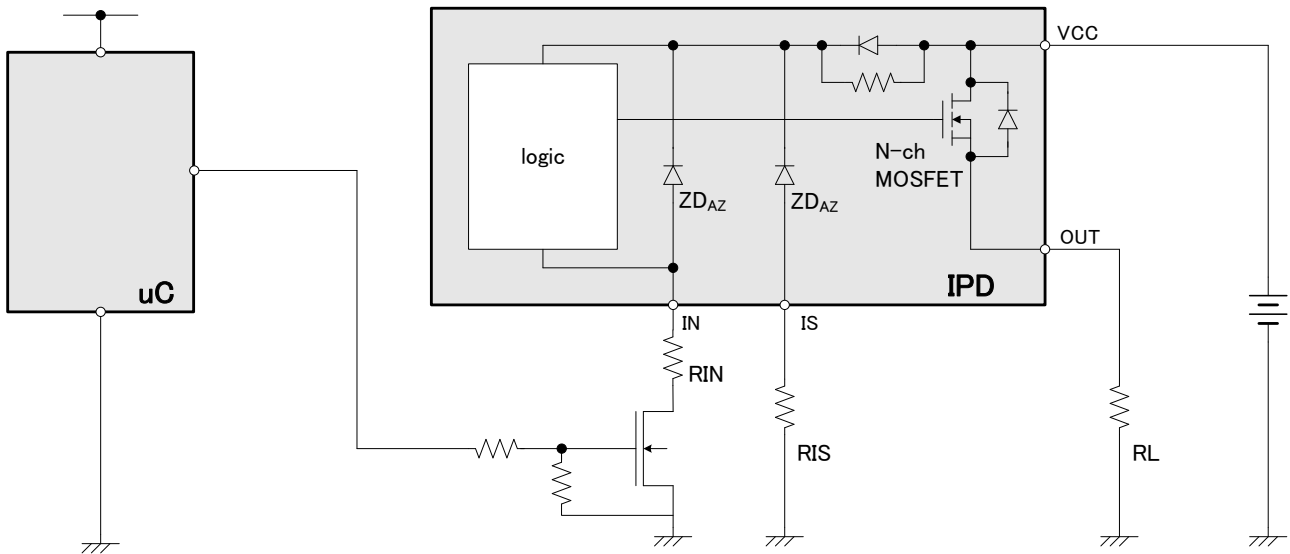 VCC
logic
N-ch
MOSFET
ZDAZ
ZDAZ
OUT
uC
IPD
IN
IS
RIN
RIS
RL